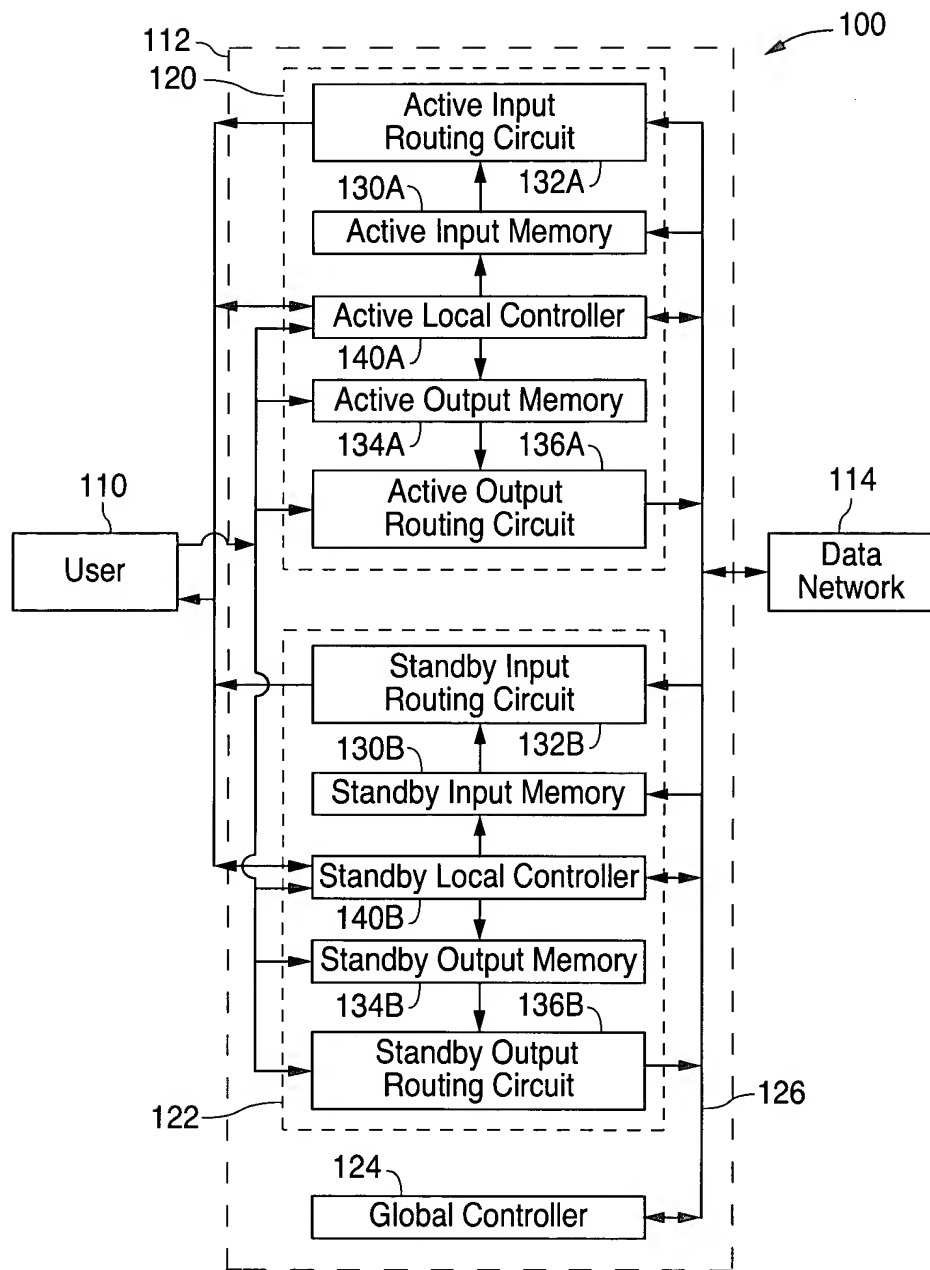 100
112
120
Active Input
Routing Circuit
130A
132A
Active Input Memory
Active Local Controller
140A
Active Output Memory
134A
136A
Active Output
Routing Circuit
110
User
114
Data
Network
Standby Input
Routing Circuit
130B
132B
Standby Input Memory
Standby Local Controller
140B
Standby Output Memory
134B
136B
Standby Output
Routing Circuit
122
126
124
Global Controller